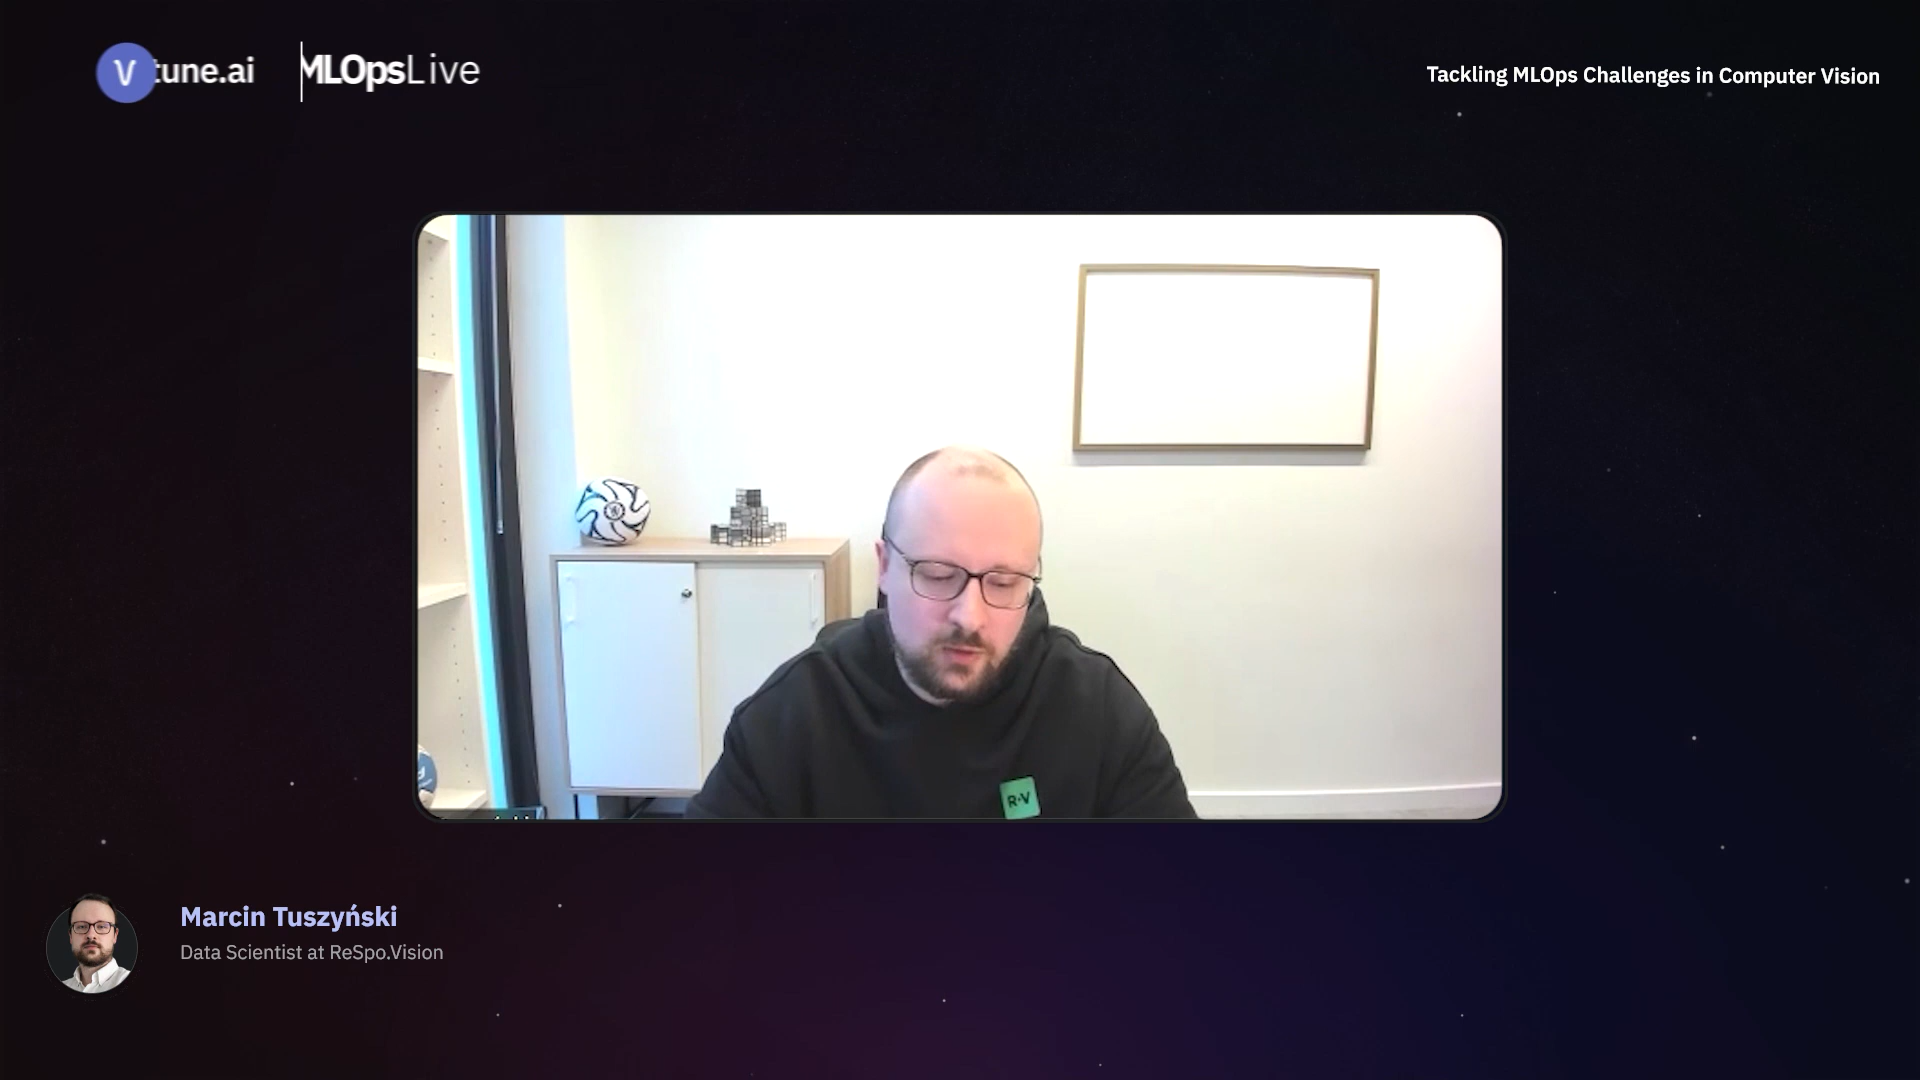 tune.ai
MLOpsLive
Tackling MLOps Challenges in Computer Vision
R·V
Marcin Tuszyński
Data Scientist at ReSpo.Vision